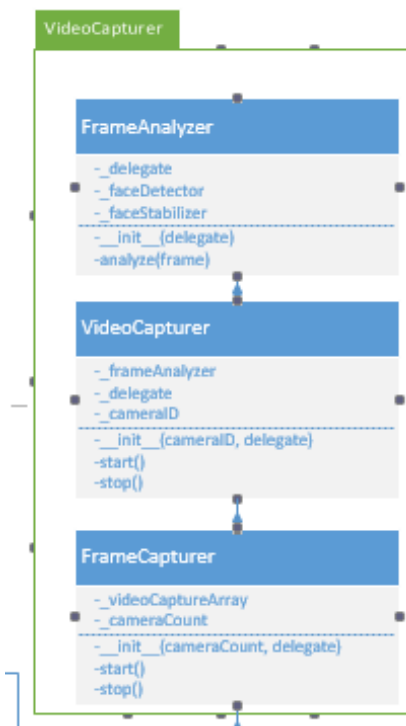 VideoCapturer
FrameAnalyzer
-_delegate
-_faceDetector
-_faceStabilizer
-__init__(delegate)
-analyze(frame)
VideoCapturer
-_frameAnalyzer
-_delegate
-_cameraID
-__init__(cameraID, delegate)
-start()
-stop()
FrameCapturer
-_videoCaptureArray
-_cameraCount
-__init__(cameraCount, delegate)
-start()
-stop()